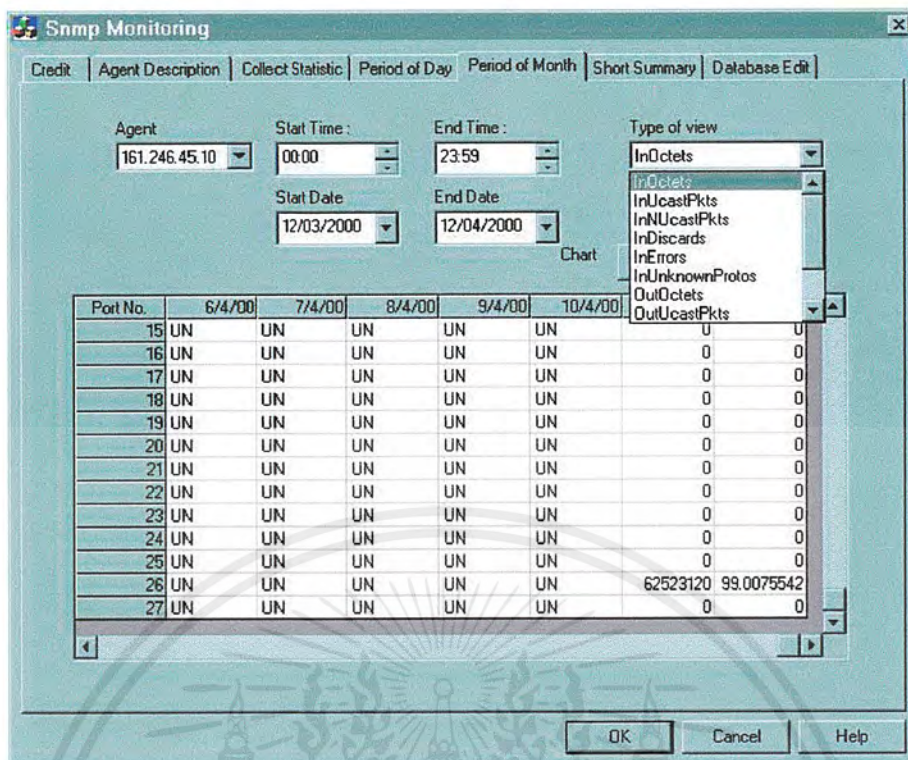 Snmp Monitoring
Credit Agent Description Collect Statistic Period of Day Period of Month Short Summary Database Edit
Agent Start Time : End Time : Type of view
161.246.45.10 00:00 23:59 InOctets
Start Date End Date
12/03/2000 12/04/2000
Chart
InOctets
InUcastPkts
InNUcastPkts
InDiscards
InErrors
InUnknownProtos
OutOctets
OutUcastPkts
Port No. 6/4/00 7/4/00 8/4/00 9/4/00 10/4/00
15 UN UN UN UN UN 0 0
16 UN UN UN UN UN 0 0
17 UN UN UN UN UN 0 0
18 UN UN UN UN UN 0 0
19 UN UN UN UN UN 0 0
20 UN UN UN UN UN 0 0
21 UN UN UN UN UN 0 0
22 UN UN UN UN UN 0 0
23 UN UN UN UN UN 0 0
24 UN UN UN UN UN 0 0
25 UN UN UN UN UN 0 0
26 UN UN UN UN UN 62523120 99.0075542
27 UN UN UN UN UN 0 0
OK Cancel Help